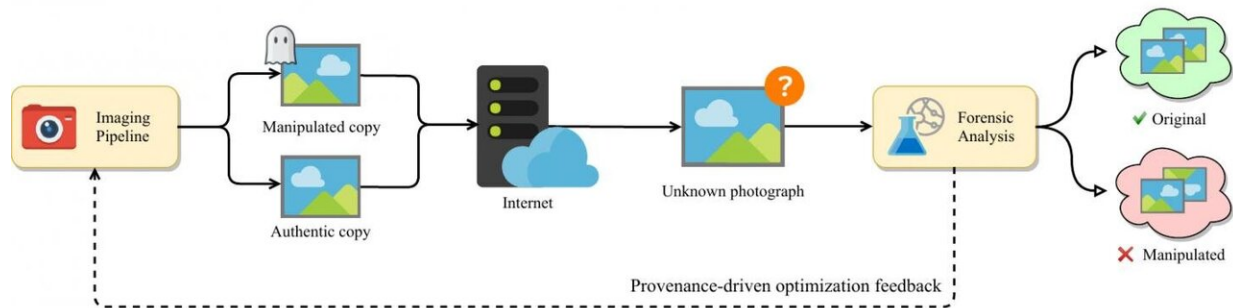 Imaging
Pipeline
Manipulated copy
Authentic copy
Internet
?
Unknown photograph
Forensic
Analysis
Original
Manipulated
Provenance-driven optimization feedback